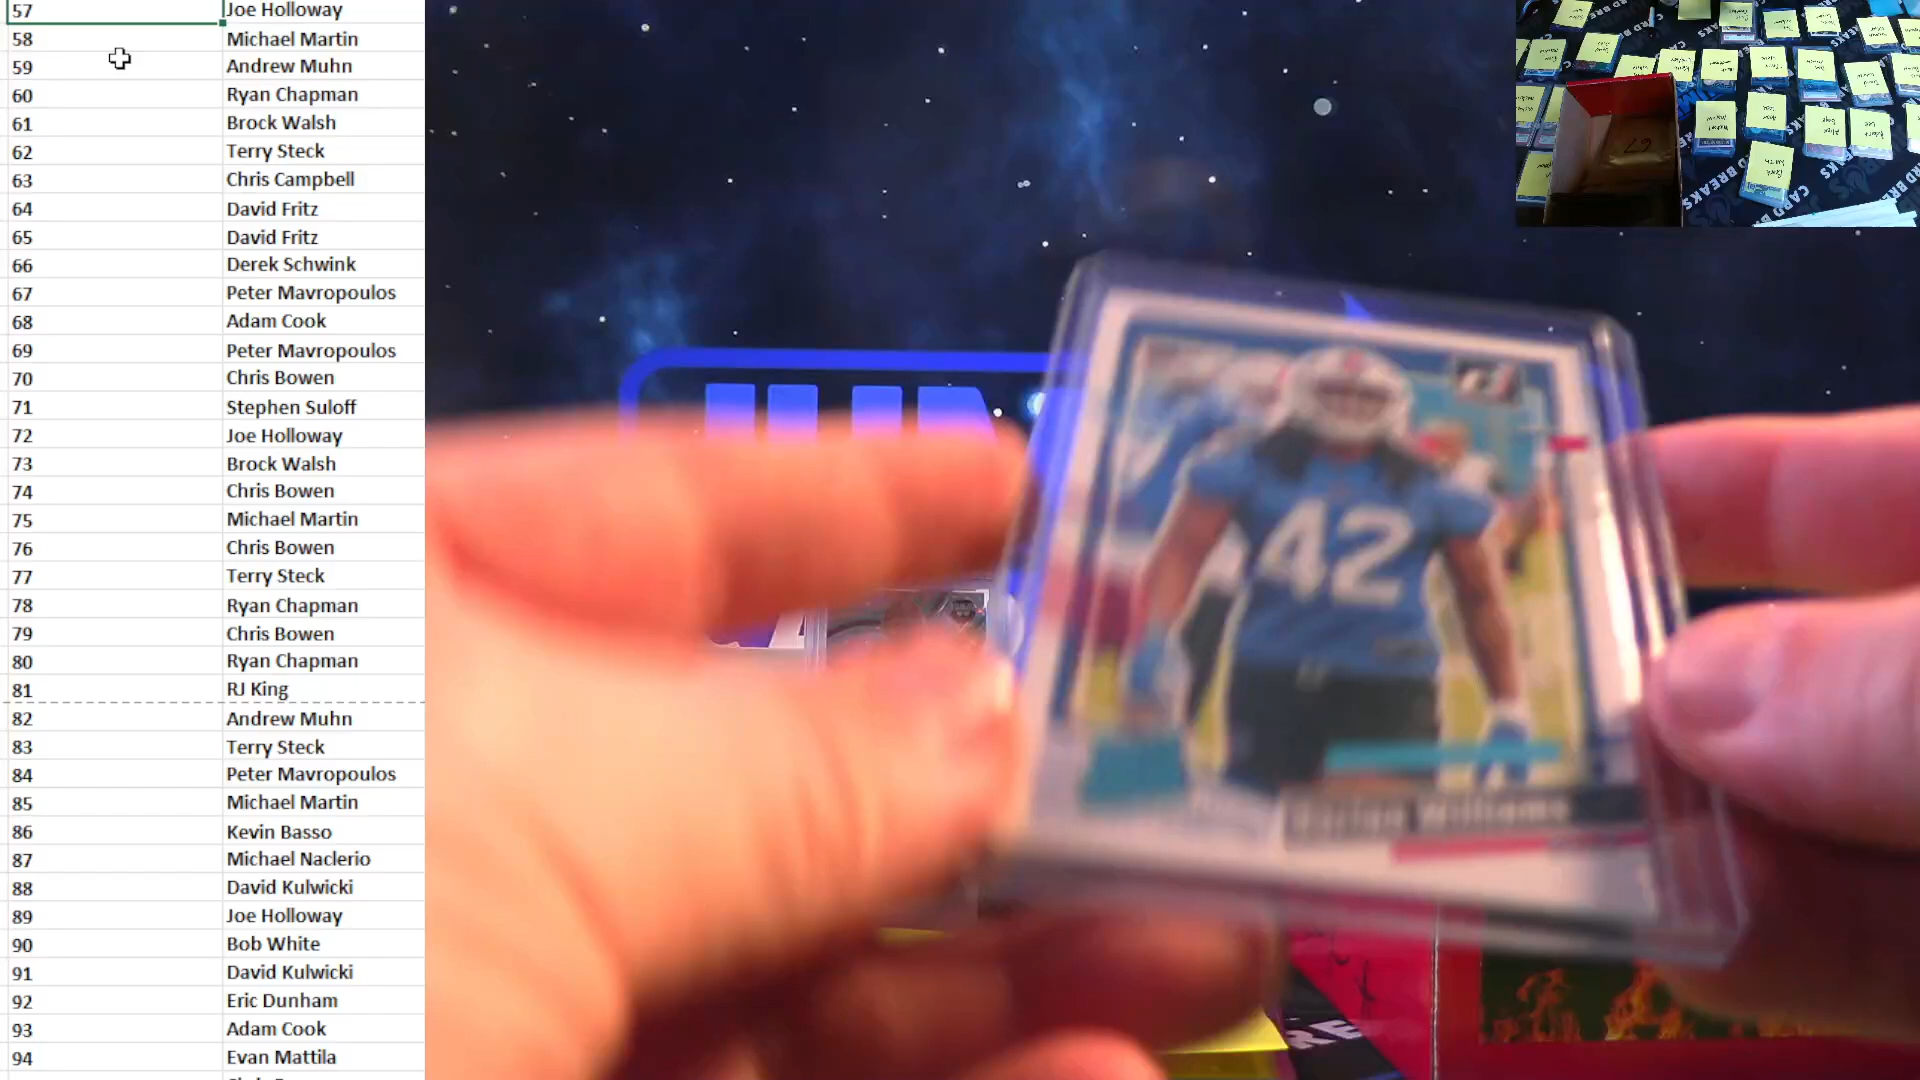 57 Joe Holloway
58 Michael Martin
59 Andrew Muhn
60 Ryan Chapman
61 Brock Walsh
62 Terry Steck
63 Chris Campbell
64 David Fritz
65 David Fritz
66 Derek Schwink
67 Peter Mavropoulos
68 Adam Cook
69 Peter Mavropoulos
70 Chris Bowen
71 Stephen Suloff
72 Joe Holloway
73 Brock Walsh
74 Chris Bowen
75 Michael Martin
76 Chris Bowen
77 Terry Steck
78 Ryan Chapman
79 Chris Bowen
80 Ryan Chapman
81 RJ King
82 Andrew Muhn
83 Terry Steck
84 Peter Mavropoulos
85 Michael Martin
86 Kevin Basso
87 Michael Naclerio
88 David Kulwicki
89 Joe Holloway
90 Bob White
91 David Kulwicki
92 Eric Dunham
93 Adam Cook
94 Evan Mattila
42
Williams
67
CARD BREAKS